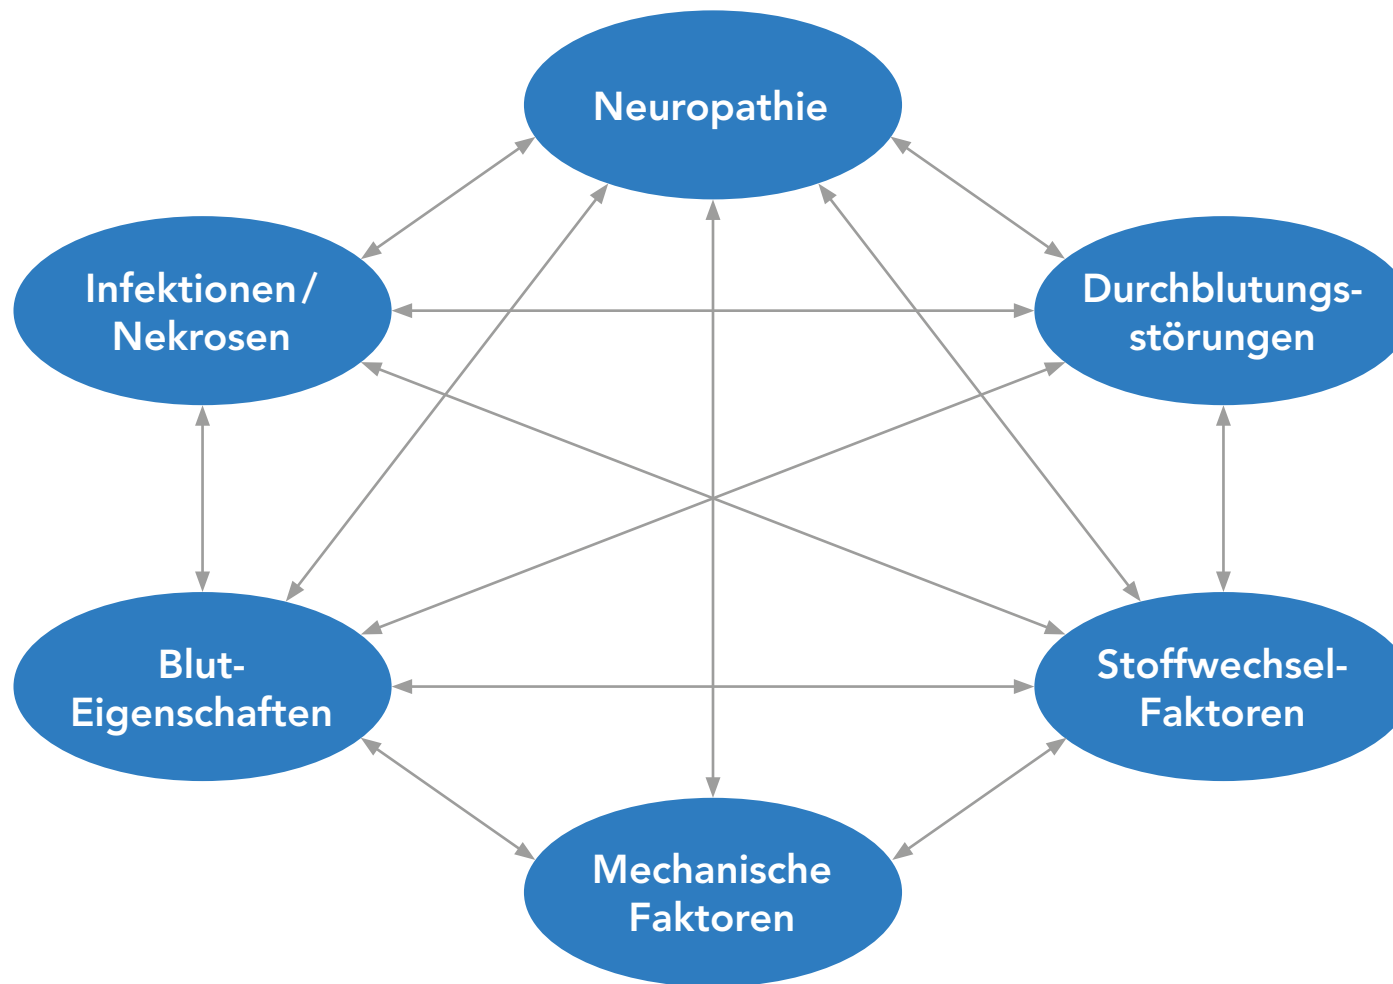 Neuropathie
Infektionen /
Nekrosen
Durchblutungs-
störungen
Blut-
Eigenschaften
Stoffwechsel-
Faktoren
Mechanische
Faktoren